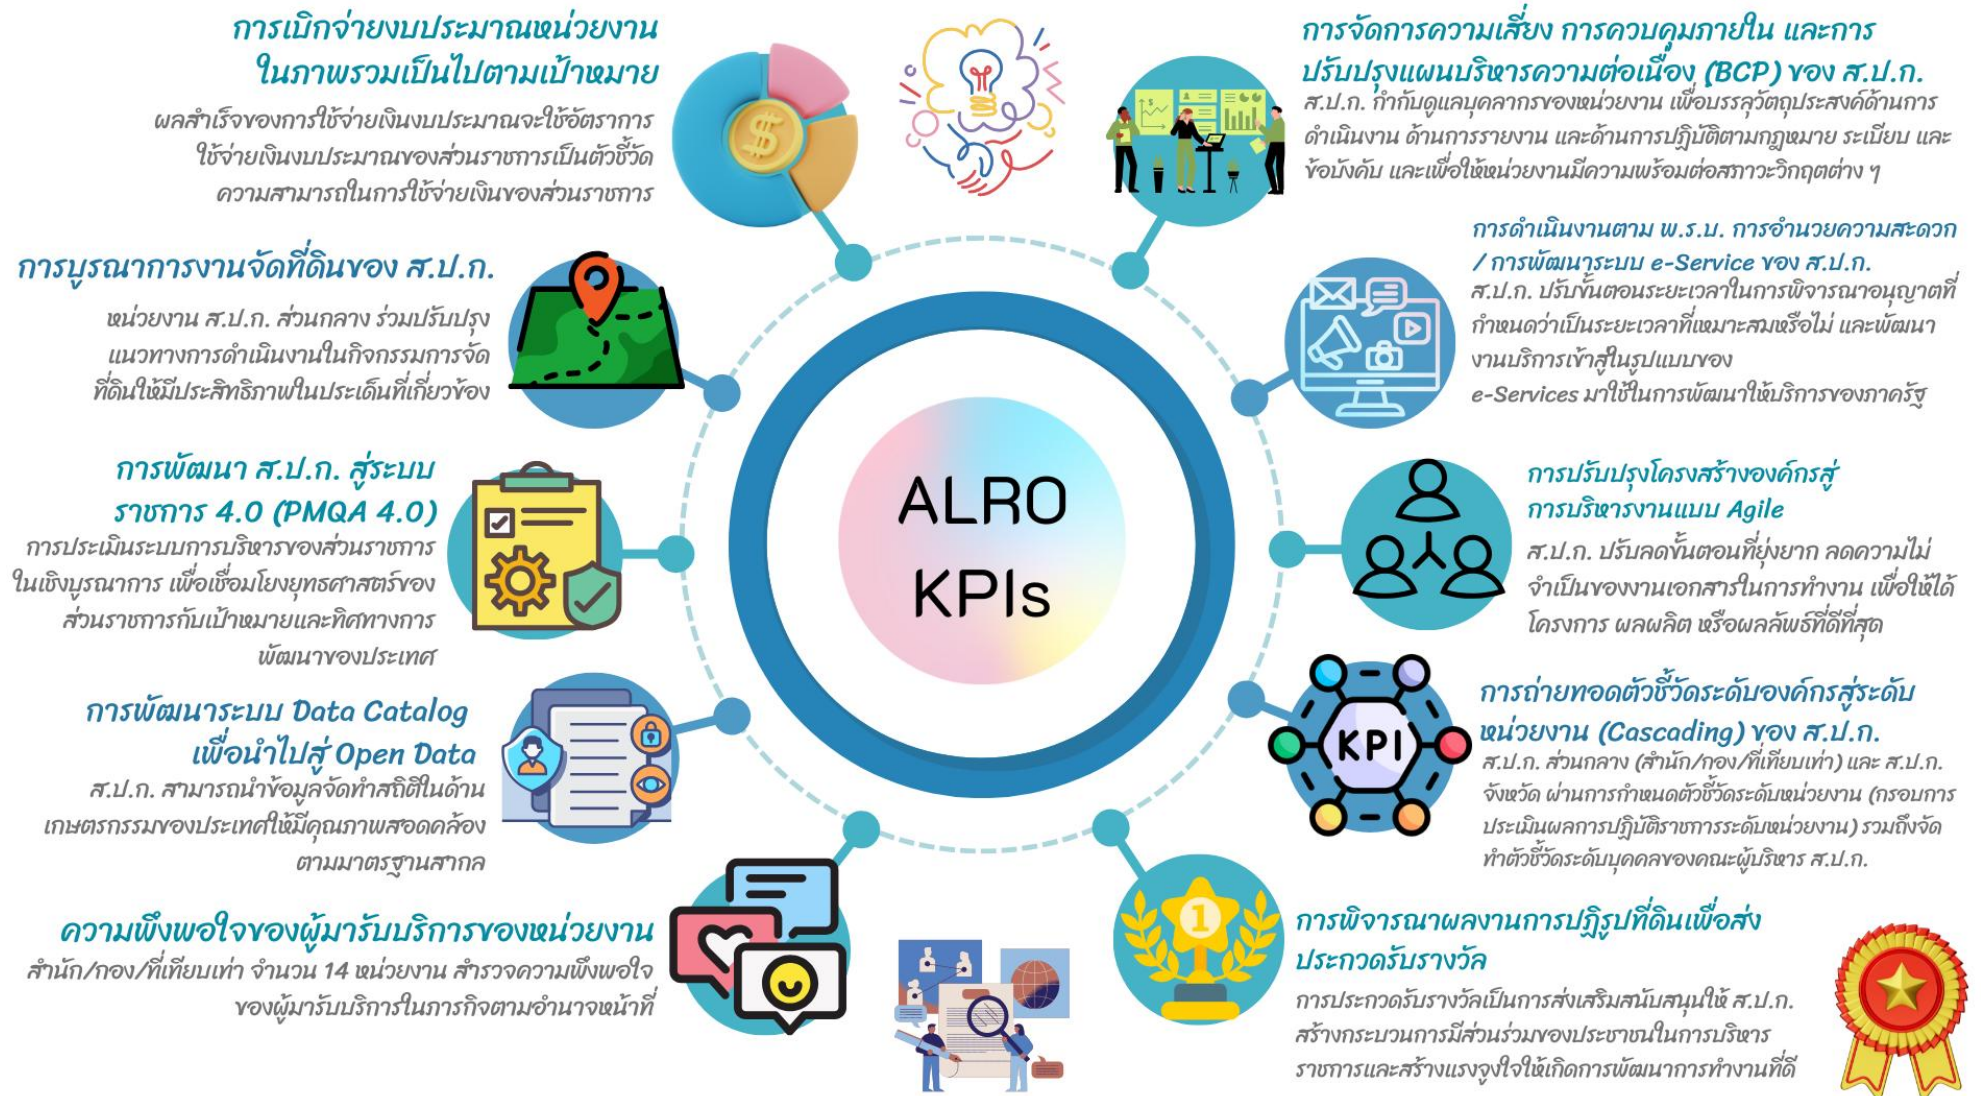 การเบิกจ่ายงบประมาณหน่วยงาน
ในภาพรวมเป็นไปตามเป้าหมาย
ผลสำเร็จของการใช้จ่ายเงินงบประมาณจะใช้อัตราการ
ใช้จ่ายเงินงบประมาณของส่วนราชการเป็นตัวชี้วัด
ความสามารถในการใช้จ่ายเงินของส่วนราชการ
การบูรณาการงานจัดที่ดินของ ส.ป.ก.
หน่วยงาน ส.ป.ก. ส่วนกลาง ร่วมปรับปรุง
แนวทางการดำเนินงานในกิจกรรมการจัด
ที่ดินให้มีประสิทธิภาพในประเด็นที่เกี่ยวข้อง
การพัฒนา ส.ป.ก. สู่ระบบ
ราชการ 4.0 (PMQA 4.0)
การประเมินระบบการบริหารของส่วนราชการ
ในเชิงบูรณาการ เพื่อเชื่อมโยงยุทธศาสตร์ของ
ส่วนราชการกับเป้าหมายและทิศทางการ
พัฒนาของประเทศ
การพัฒนาระบบ Data Catalog
เพื่อนำไปสู่ Open Data
ส.ป.ก. สามารถนำข้อมูลจัดทำสถิติในด้าน
เกษตรกรรมของประเทศให้มีคุณภาพสอดคล้อง
ตามมาตรฐานสากล
ความพึงพอใจของผู้มารับบริการของหน่วยงาน
สำนัก/กอง/ที่เทียบเท่า จำนวน 14 หน่วยงาน สำรวจความพึงพอใจ
ของผู้มารับบริการในภารกิจตามอำนาจหน้าที่
$
ALRO
KPIs
การจัดการความเสี่ยง การควบคุมภายใน และการ
ปรับปรุงแผนบริหารความต่อเนื่อง (BCP) ของ ส.ป.ก.
ส.ป.ก. กำกับดูแลบุคลากรของหน่วยงาน เพื่อบรรลุวัตถุประสงค์ด้านการ
ดำเนินงาน ด้านการรายงาน และด้านการปฏิบัติตามกฎหมาย ระเบียบ และ
ข้อบังคับ และเพื่อให้หน่วยงานมีความพร้อมต่อสภาวะวิกฤตต่าง ๆ
การดำเนินงานตาม พ.ร.บ. การอำนวยความสะดวก
/ การพัฒนาระบบ e-Service ของ ส.ป.ก.
ส.ป.ก. ปรับขั้นตอนระยะเวลาในการพิจารณาอนุญาตที่
กำหนดว่าเป็นระยะเวลาที่เหมาะสมหรือไม่ และพัฒนา
งานบริการเข้าสู่ในรูปแบบของ
e-Services มาใช้ในการพัฒนาให้บริการของภาครัฐ
การปรับปรุงโครงสร้างองค์กรสู่
การบริหารงานแบบ Agile
ส.ป.ก. ปรับลดขั้นตอนที่ยุ่งยาก ลดความไม่
จำเป็นของงานเอกสารในการทำงาน เพื่อให้ได้
โครงการ ผลผลิต หรือผลลัพธ์ที่ดีที่สุด
KPI
การถ่ายทอดตัวชี้วัดระดับองค์กรสู่ระดับ
หน่วยงาน (Cascading) ของ ส.ป.ก.
ส.ป.ก. ส่วนกลาง (สำนัก/กอง/ที่เทียบเท่า) และ ส.ป.ก.
จังหวัด ผ่านการกำหนดตัวชี้วัดระดับหน่วยงาน (กรอบการ
ประเมินผลการปฏิบัติราชการระดับหน่วยงาน) รวมถึงจัด
ทำตัวชี้วัดระดับบุคคลของคณะผู้บริหาร ส.ป.ก.
1
การพิจารณาผลงานการปฏิรูปที่ดินเพื่อส่ง
ประกวดรับรางวัล
การประกวดรับรางวัลเป็นการส่งเสริมสนับสนุนให้ ส.ป.ก.
สร้างกระบวนการมีส่วนร่วมของประชาชนในการบริหาร
ราชการและสร้างแรงจูงใจให้เกิดการพัฒนาการทำงานที่ดี